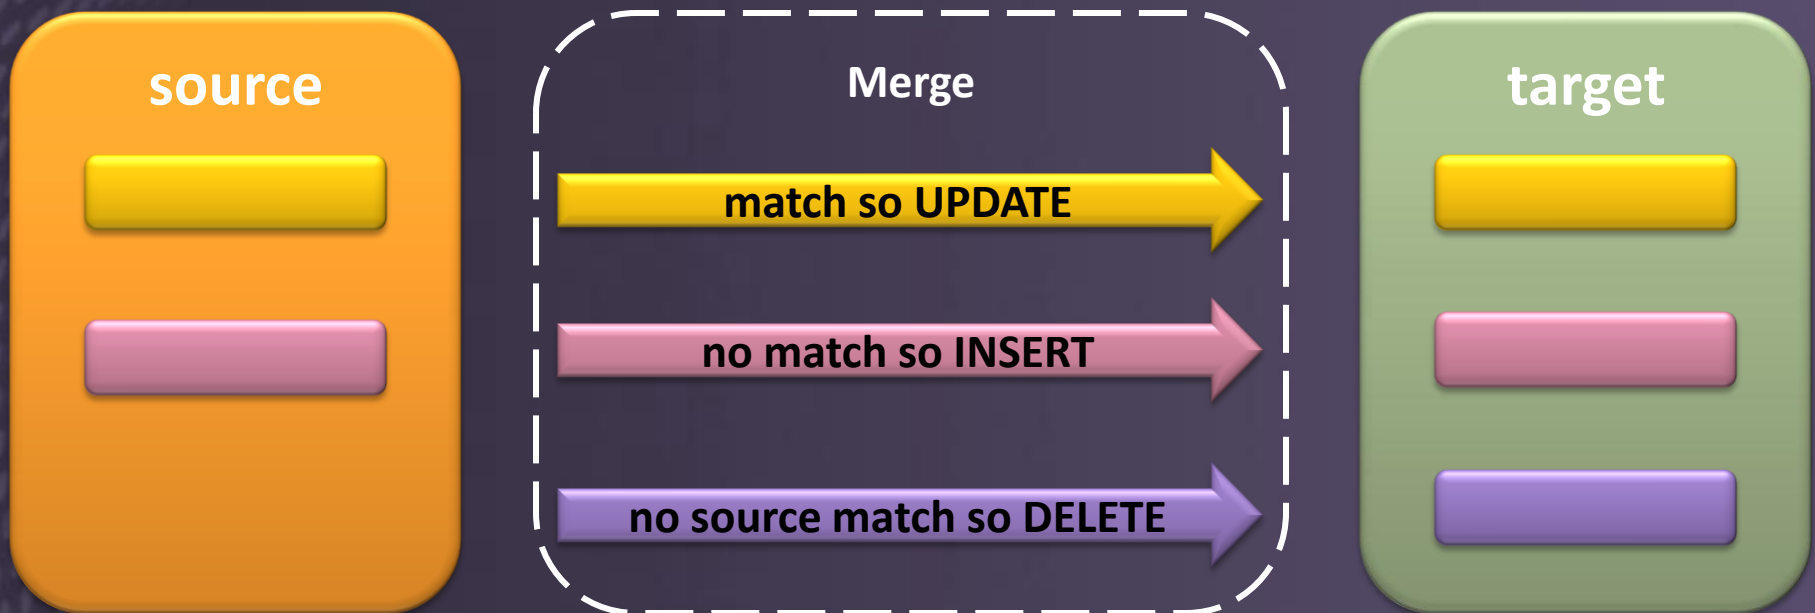 source
Merge
target
match so UPDATE
no match so INSERT
no source match so DELETE